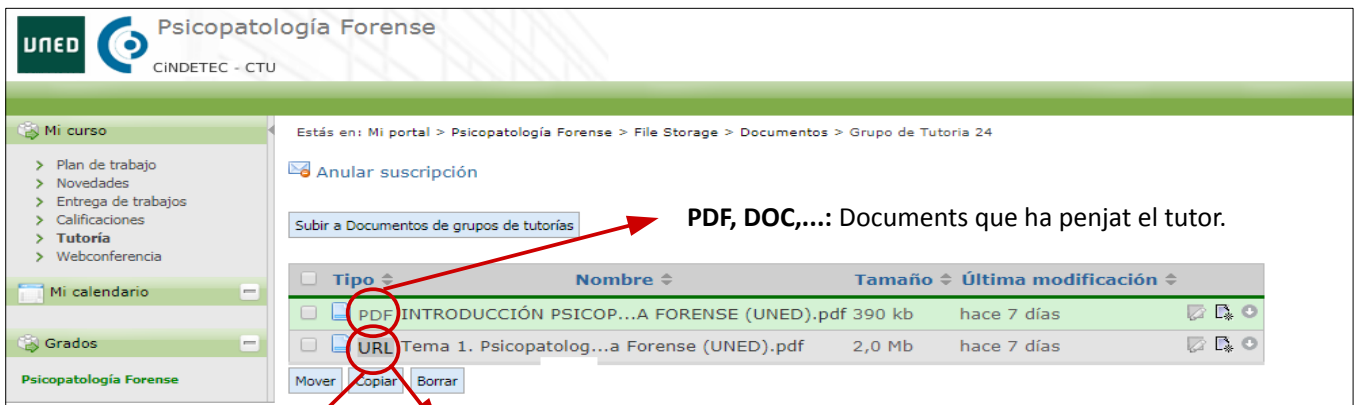 UNED
Psicopatología Forense
CiNDETEC - CTU
Mi curso
Plan de trabajo
Novedades
Entrega de trabajos
Calificaciones
Tutoría
Webconferencia
Mi calendario
Grados
Psicopatología Forense
Estás en: Mi portal > Psicopatología Forense > File Storage > Documentos > Grupo de Tutoria 24
Anular suscripción
Subir a Documentos de grupos de tutorías
PDF, DOC,...: Documents que ha penjat el tutor.
Tipo Nombre Tamaño Última modificación
PDF INTRODUCCIÓN PSICOP...A FORENSE (UNED).pdf 390 kb hace 7 días
URL Tema 1. Psicopatolog...a Forense (UNED).pdf 2,0 Mb hace 7 días
Mover Copiar Borrar